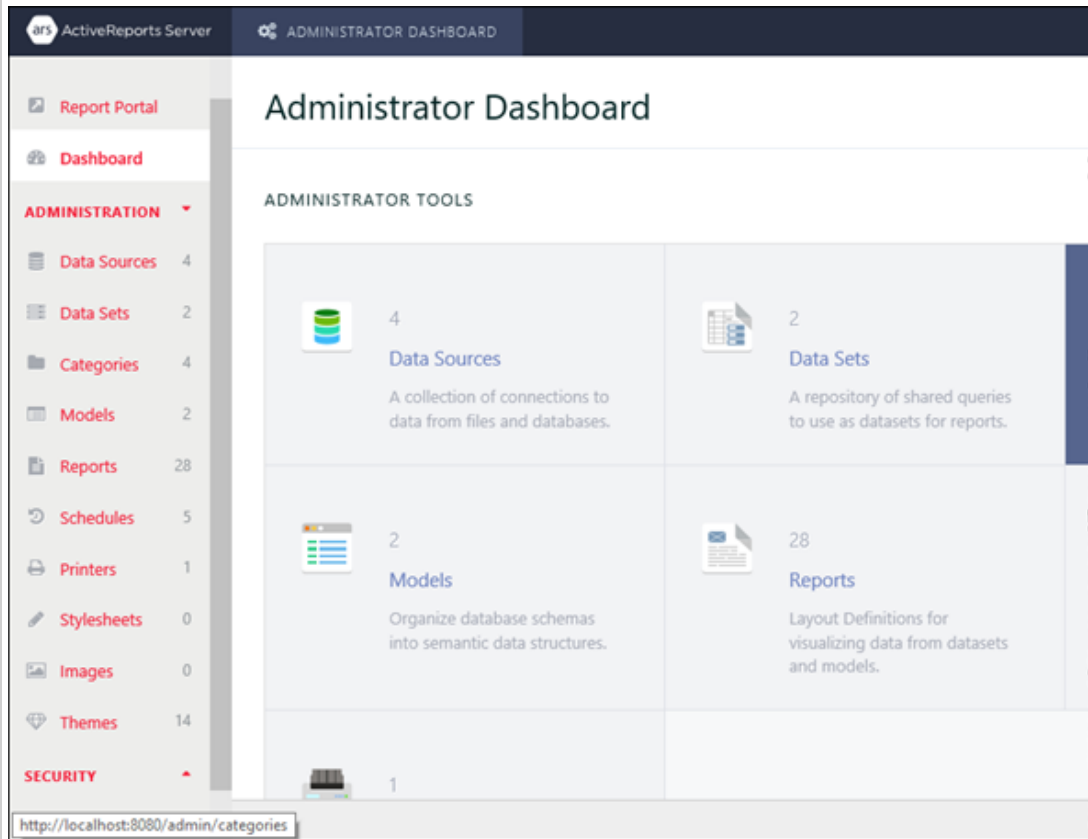 ars ActiveReports Server
ADMINISTRATOR DASHBOARD
Report Portal
Dashboard
ADMINISTRATION
Data Sources 4
Data Sets 2
Categories 4
Models 2
Reports 28
Schedules 5
Printers 1
Stylesheets 0
Images 0
Themes 14
SECURITY
http://localhost:8080/admin/categories
Administrator Dashboard
ADMINISTRATOR TOOLS
4
Data Sources
A collection of connections to
data from files and databases.
2
Data Sets
A repository of shared queries
to use as datasets for reports.
2
Models
Organize database schemas
into semantic data structures.
28
Reports
Layout Definitions for
visualizing data from datasets
and models.
1